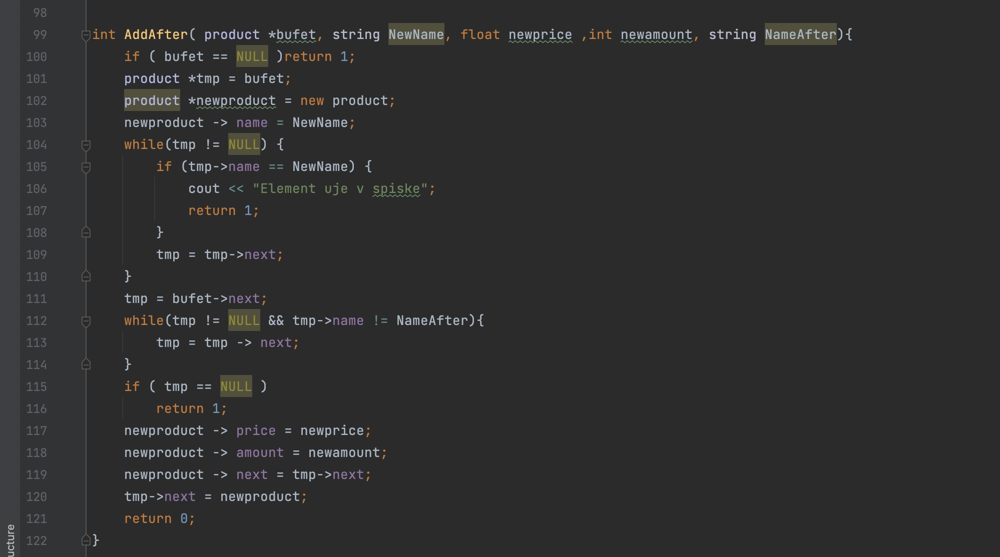 98
99 int AddAfter( product *bufet, string NewName, float newprice ,int newamount, string NameAfter){
100 if ( bufet == NULL )return 1;
101 product *tmp = bufet;
102 product *newproduct = new product;
103 newproduct -> name = NewName;
104 while(tmp != NULL) {
105 if (tmp->name == NewName) {
106 cout << "Element uje v spiske";
107 return 1;
108 }
109 tmp = tmp->next;
110 }
111 tmp = bufet->next;
112 while(tmp != NULL && tmp->name != NameAfter){
113 tmp = tmp -> next;
114 }
115 if ( tmp == NULL )
116 return 1;
117 newproduct -> price = newprice;
118 newproduct -> amount = newamount;
119 newproduct -> next = tmp->next;
120 tmp->next = newproduct;
121 return 0;
122 }
ucture